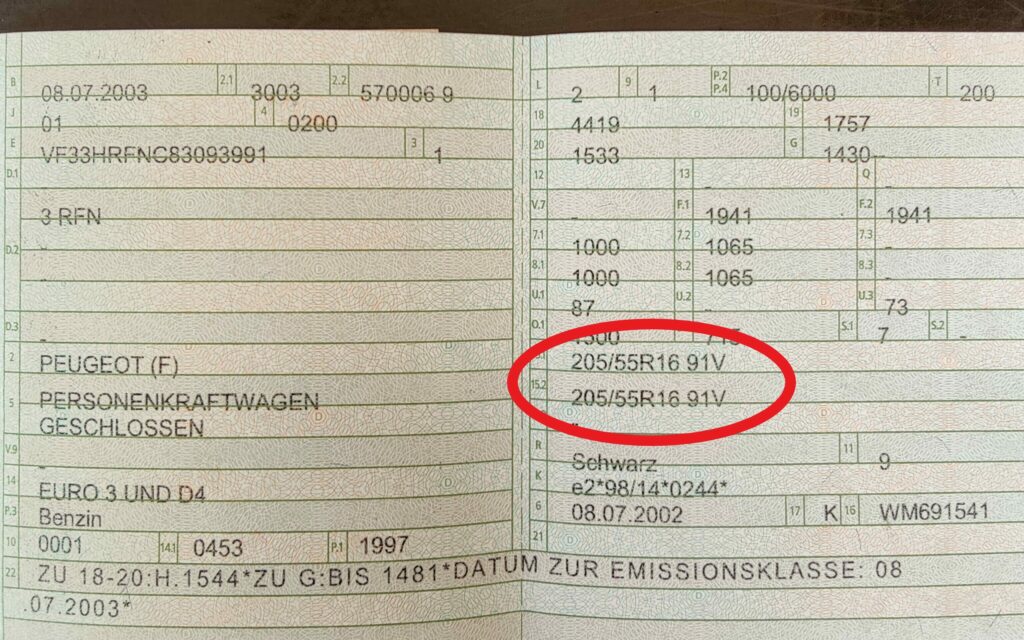 B 08.07.2003 2.1 3003 2.2 570006 9
J 01 4 0200
E VF33HRFNC83093991 3 1
D.1 -
3 RFN
D.2 -
-
D.3 -
2 PEUGEOT (F)
5 PERSONENKRAFTWAGEN
GESCHLOSSEN
V.9 -
14 EURO 3 UND D4
P.3 Benzin
10 0001 14.1 0453 P.1 1997
L 2 9 1 P.2 P.4 100/6000 T 200
18 4419 19 1757
20 1533 G 1430-
12 - 13 - Q -
V.7 - F.1 1941 F.2 1941
7.1 1000 7.2 1065 7.3 -
8.1 1000 8.2 1065 8.3 -
U.1 87 U.2 - U.3 73
O.1 1300 715 S.1 7 S.2 -
205/55R16 91V
15.2 205/55R16 91V
-
R Schwarz 11 9
K e2*98/14*0244*
6 08.07.2002 17 K 16 WM691541
21
22 ZU 18-20:H.1544*ZU G:BIS 1481*DATUM ZUR EMISSIONSKLASSE: 08
.07.2003*